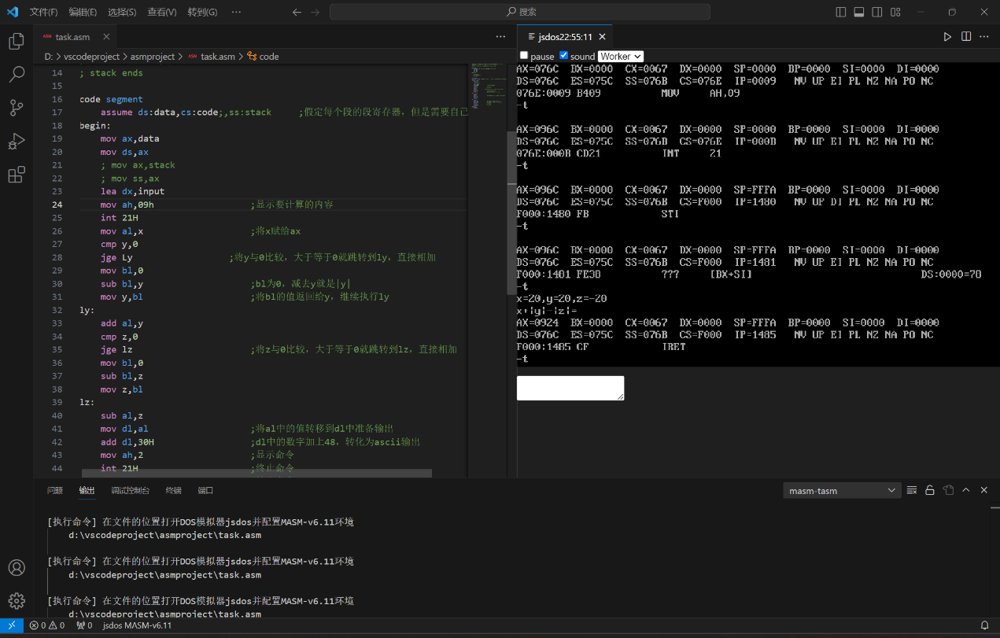 文件(F) 编辑(E) 选择(S) 查看(V) 转到(G) ··· 搜索
ASM task.asm
D: > vscodeproject > asmproject > ASM task.asm > code
14 ; stack ends
15
16 code segment
17 assume ds:data,cs:code;,ss:stack ;假定每个段的段寄存器，但是需要自己
18 begin:
19 mov ax,data
20 mov ds,ax
21 ; mov ax,stack
22 ; mov ss,ax
23 lea dx,input
24 mov ah,09h ;显示要计算的内容
25 int 21H
26 mov al,x ;将x赋给ax
27 cmp y,0
28 jge Ly ;将y与0比较，大于等于0就跳转到ly，直接相加
29 mov bl,0
30 sub bl,y ;bl为0，减去y就是|y|
31 mov y,bl ;将bl的值返回给y，继续执行ly
32 ly:
33 add al,y
34 cmp z,0
35 jge lz ;将z与0比较，大于等于0就跳转到lz，直接相加
36 mov bl,0
37 sub bl,z
38 mov z,bl
39 lz:
40 sub al,z
41 mov dl,al ;将al中的值转移到dl中准备输出
42 add dl,30H ;dl中的数字加上48，转化为ascii输出
43 mov ah,2 ;显示命令
44 int 21H ;终止命令
jsdos22:55:11
pause sound Worker
AX=076C BX=0000 CX=0067 DX=0000 SP=0000 BP=0000 SI=0000 DI=0000
DS=076C ES=075C SS=076B CS=076E IP=0009 NV UP EI PL NZ NA PO NC
076E:0009 B409 MOV AH,09
-t
AX=096C BX=0000 CX=0067 DX=0000 SP=0000 BP=0000 SI=0000 DI=0000
DS=076C ES=075C SS=076B CS=076E IP=000B NV UP EI PL NZ NA PO NC
076E:000B CD21 INT 21
-t
AX=096C BX=0000 CX=0067 DX=0000 SP=FFFA BP=0000 SI=0000 DI=0000
DS=076C ES=075C SS=076B CS=F000 IP=1480 NV UP DI PL NZ NA PO NC
F000:1480 FB STI
-t
AX=096C BX=0000 CX=0067 DX=0000 SP=FFFA BP=0000 SI=0000 DI=0000
DS=076C ES=075C SS=076B CS=F000 IP=1481 NV UP EI PL NZ NA PO NC
F000:1481 FE38 ??? [BX+SI] DS:0000=78
-t
x=20,y=20,z=-20
x+|y|-|z|=
AX=0924 BX=0000 CX=0067 DX=0000 SP=FFFA BP=0000 SI=0000 DI=0000
DS=076C ES=075C SS=076B CS=F000 IP=1485 NV UP EI PL NZ NA PO NC
F000:1485 CF IRET
-t
问题 输出 调试控制台 终端 端口 masm-tasm
[执行命令] 在文件的位置打开DOS模拟器jsdos并配置MASM-v6.11环境
d:\vscodeproject\asmproject\task.asm
[执行命令] 在文件的位置打开DOS模拟器jsdos并配置MASM-v6.11环境
d:\vscodeproject\asmproject\task.asm
[执行命令] 在文件的位置打开DOS模拟器jsdos并配置MASM-v6.11环境
d:\vscodeproject\asmproject\task.asm
0 0 0 jsdos MASM-v6.11